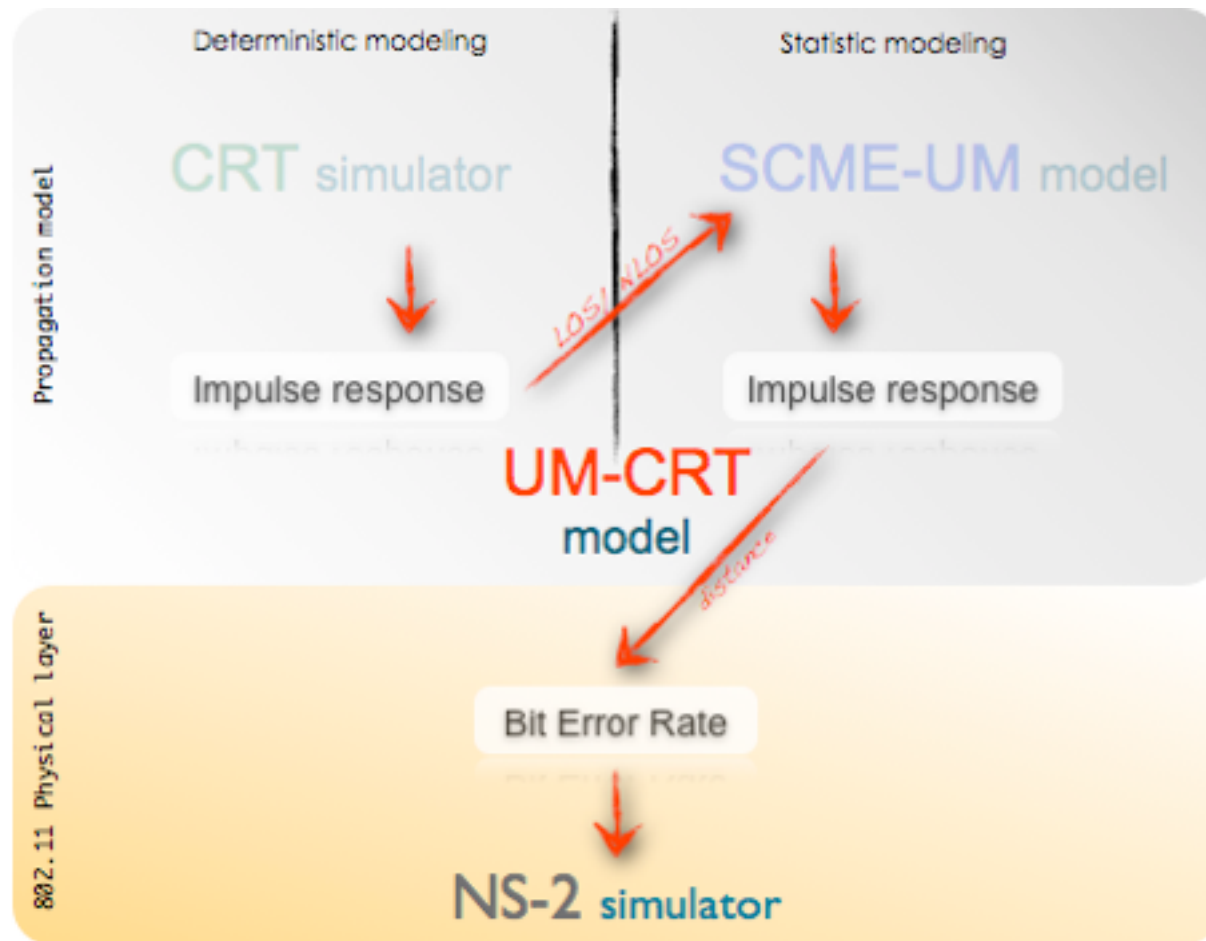 Deterministic modeling
Statistic modeling
Propagation model
CRT simulator
SCME-UM model
LOS/NLOS
Impulse response
Impulse response
UM-CRT
model
distance
802.11 Physical layer
Bit Error Rate
NS-2 simulator